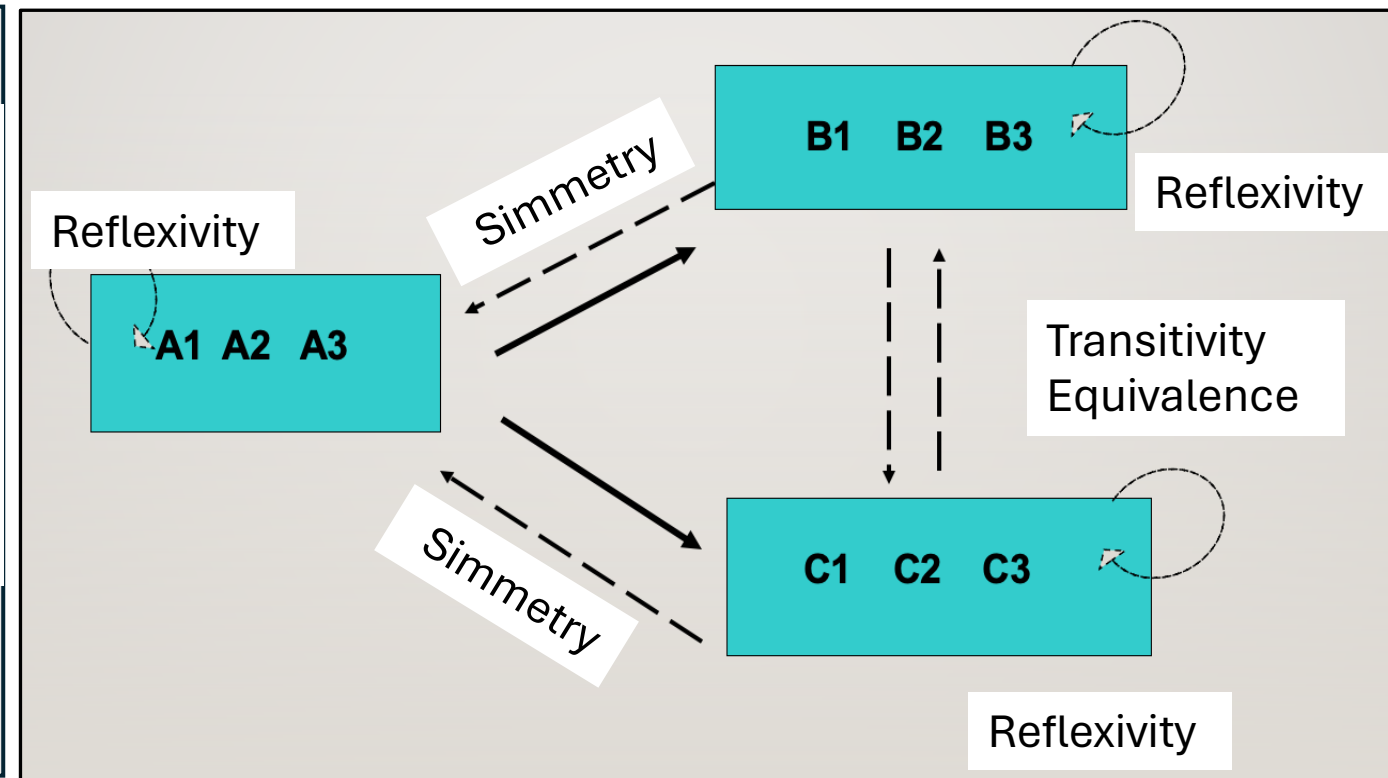 B1 B2 B3
Simmetry
Reflexivity
Reflexivity
A1 A2 A3
Transitivity
Equivalence
Simmetry
C1 C2 C3
Reflexivity